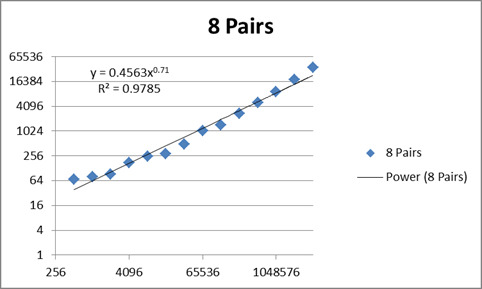 8 Pairs
65536
16384
4096
1024
256
64
16
4
1
y = 0.4563x^0.71
R² = 0.9785
256 4096 65536 1048576
8 Pairs
Power (8 Pairs)